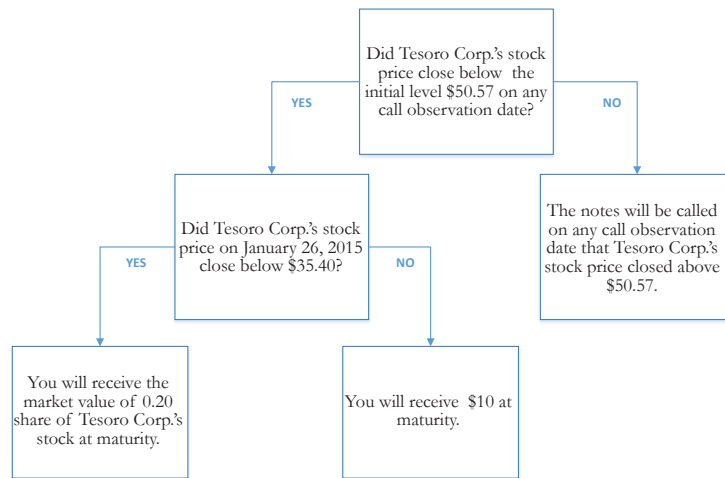 Did Tesoro Corp.'s stock
price close below the
initial level $50.57 on any
call observation date?
YES
NO
Did Tesoro Corp.'s stock
price on January 26, 2015
close below $35.40?
The notes will be called
on any call observation
date that Tesoro Corp.'s
stock price closed above
$50.57.
YES
NO
You will receive the
market value of 0.20
share of Tesoro Corp.'s
stock at maturity.
You will receive $10 at
maturity.